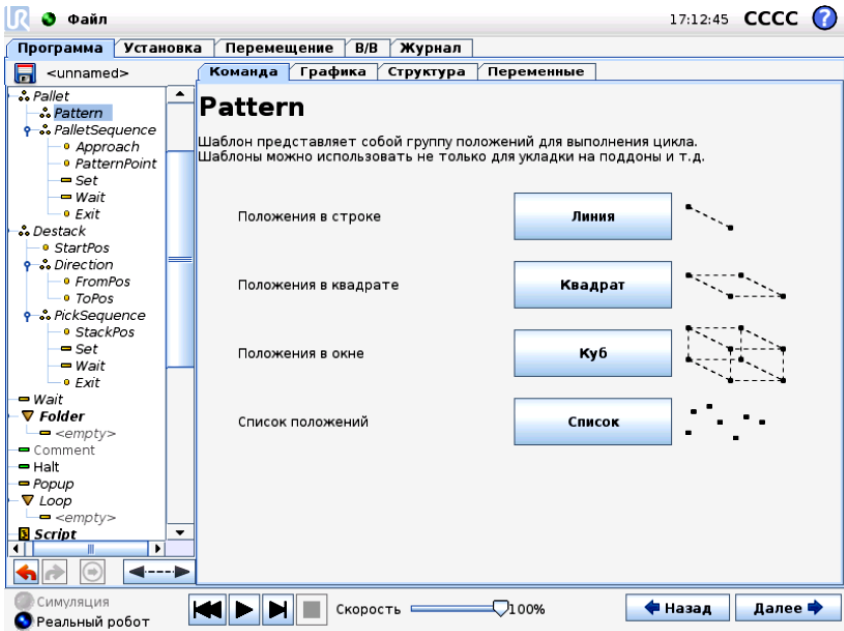 UR Файл 17:12:45 CCCC ?
Программа Установка Перемещение В/В Журнал
<unnamed>
Команда Графика Структура Переменные
Pallet
Pattern
PalletSequence
Approach
PatternPoint
Set
Wait
Exit
Destack
StartPos
Direction
FromPos
ToPos
PickSequence
StackPos
Set
Wait
Exit
Wait
Folder
<empty>
Comment
Halt
Popup
Loop
<empty>
Script
Pattern
Шаблон представляет собой группу положений для выполнения цикла.
Шаблоны можно использовать не только для укладки на поддоны и т.д.
Положения в строке Линия
Положения в квадрате Квадрат
Положения в окне Куб
Список положений Список
Симуляция
Реальный робот
Скорость 100%
Назад Далее